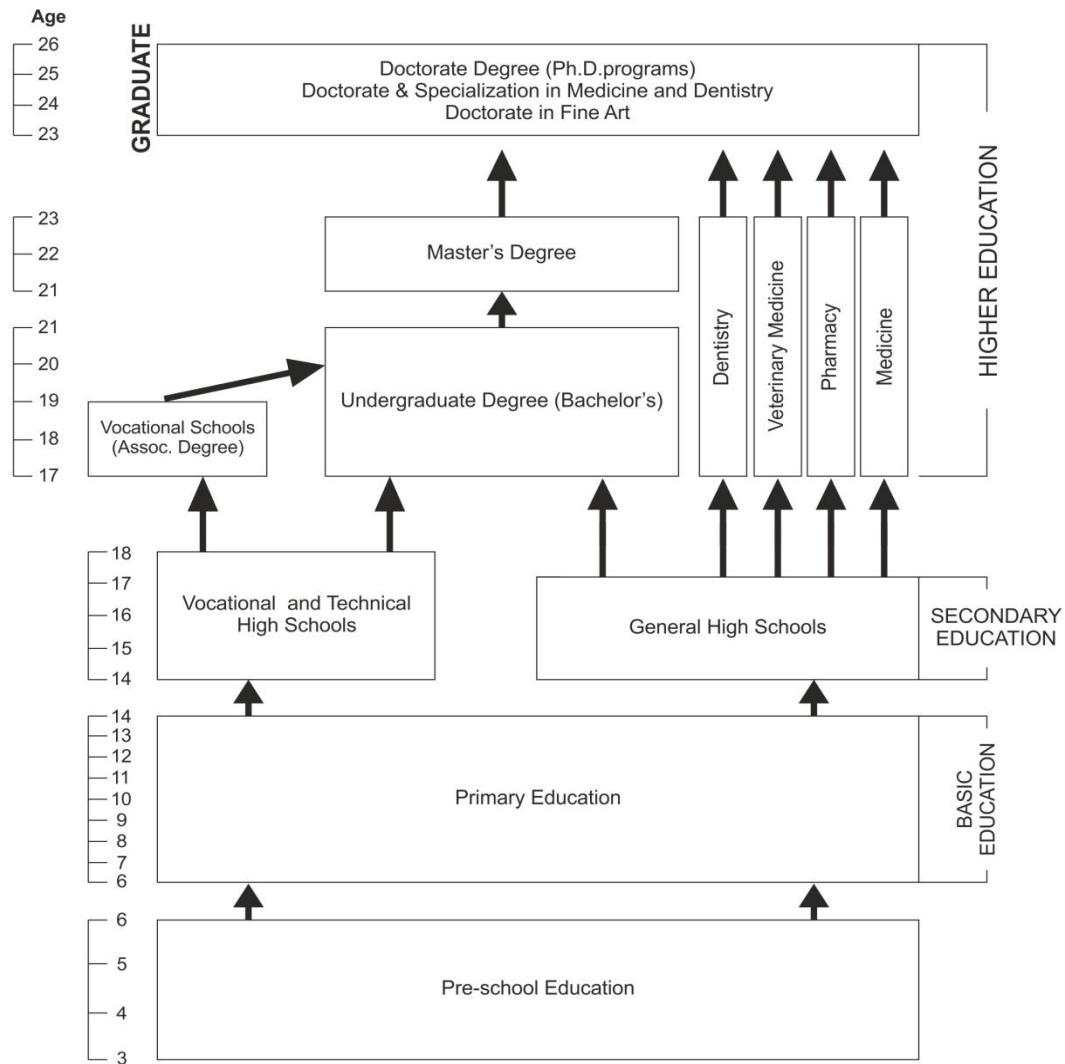 Age
26
25
24
23
GRADUATE
Doctorate Degree (Ph.D.programs)
Doctorate & Specialization in Medicine and Dentistry
Doctorate in Fine Art
HIGHER EDUCATION
23
22
21
Master's Degree
Dentistry
Veterinary Medicine
Pharmacy
Medicine
21
20
19
18
17
Undergraduate Degree (Bachelor's)
Vocational Schools
(Assoc. Degree)
18
17
16
15
14
Vocational and Technical
High Schools
General High Schools
SECONDARY
EDUCATION
14
13
12
11
10
9
8
7
6
Primary Education
BASIC
EDUCATION
6
5
4
3
Pre-school Education